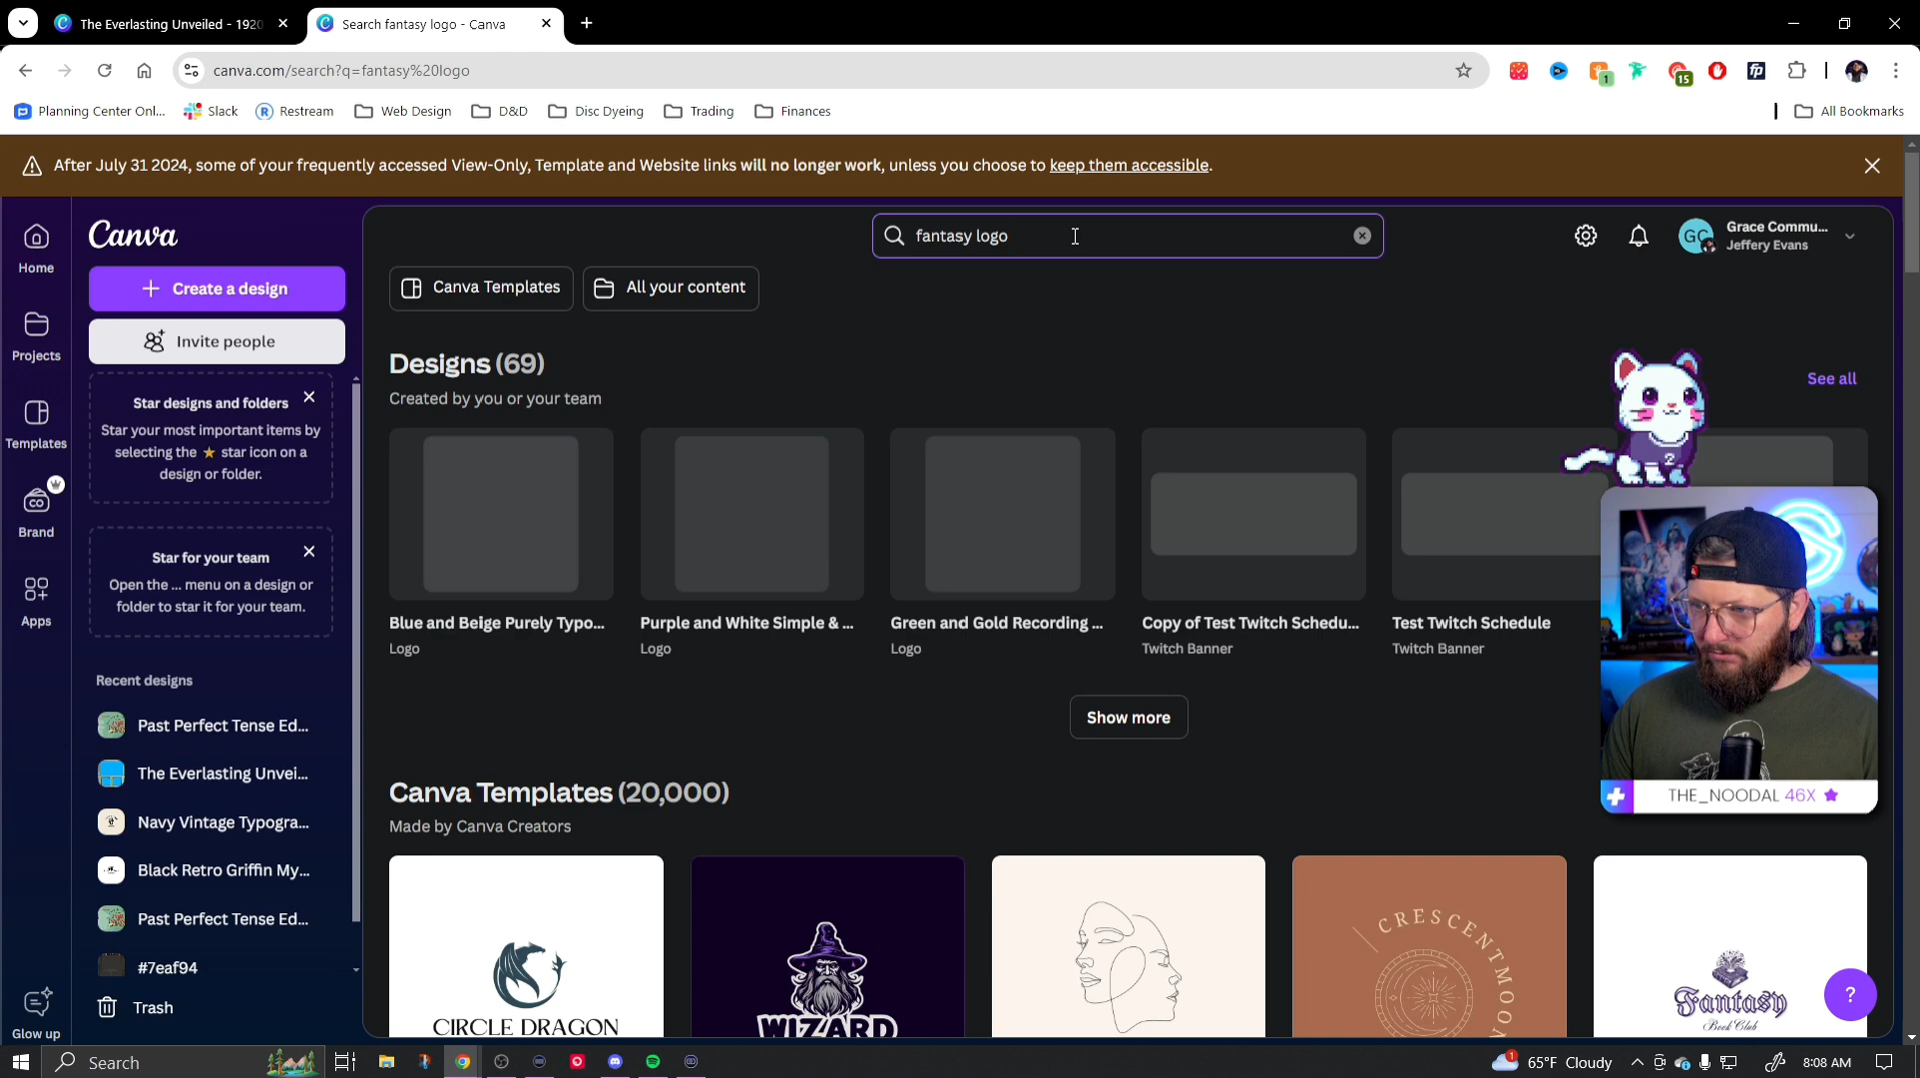 The Everlasting Unveiled - 1920
Search fantasy logo - Canva
canva.com/search?q=fantasy%20logo
1
15
Planning Center Onl...
Slack
Restream
Web Design
D&D
Disc Dyeing
Trading
Finances
All Bookmarks
After July 31 2024, some of your frequently accessed View-Only, Template and Website links will no longer work, unless you choose to keep them accessible.
Canva
fantasy logo
GC
Grace Commu...
Jeffery Evans
Home
Projects
Templates
Brand
Apps
Glow up
Create a design
Invite people
Star designs and folders
Star your most important items by
selecting the ★ star icon on a
design or folder.
Star for your team
Open the ... menu on a design or
folder to star it for your team.
Recent designs
Past Perfect Tense Ed...
The Everlasting Unvei...
Navy Vintage Typogra...
Black Retro Griffin My...
Past Perfect Tense Ed...
#7eaf94
Trash
Canva Templates
All your content
Designs (69)
Created by you or your team
See all
Blue and Beige Purely Typo...
Logo
Purple and White Simple & ...
Logo
Green and Gold Recording ...
Logo
Copy of Test Twitch Schedu...
Twitch Banner
Test Twitch Schedule
Twitch Banner
Show more
Canva Templates (20,000)
Made by Canva Creators
CIRCLE DRAGON
WIZARD
CRESCENTMOON
Fantasy
Book Club
2
THE_NOODAL 46X
?
Search
1
65°F Cloudy
8:08 AM